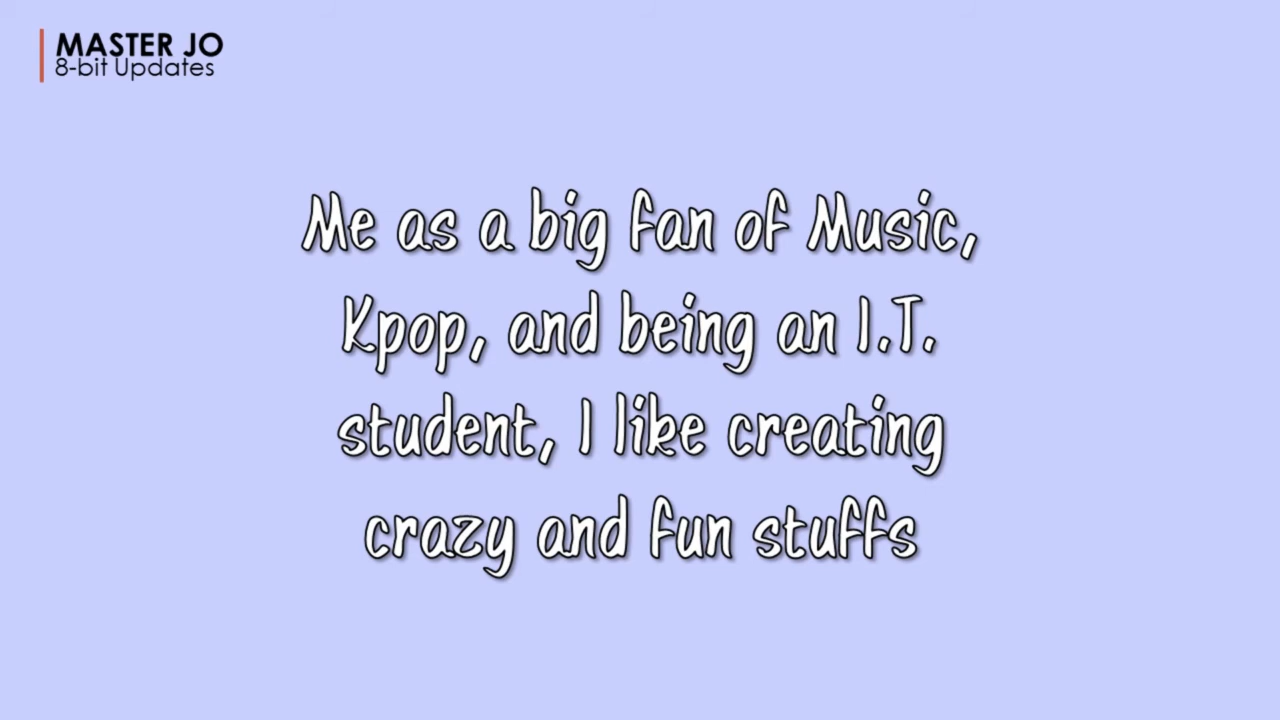 MASTER JO
8-bit Updates
Me as a big fan of Music,
Kpop, and being an I.T.
student, I like creating
crazy and fun stuffs